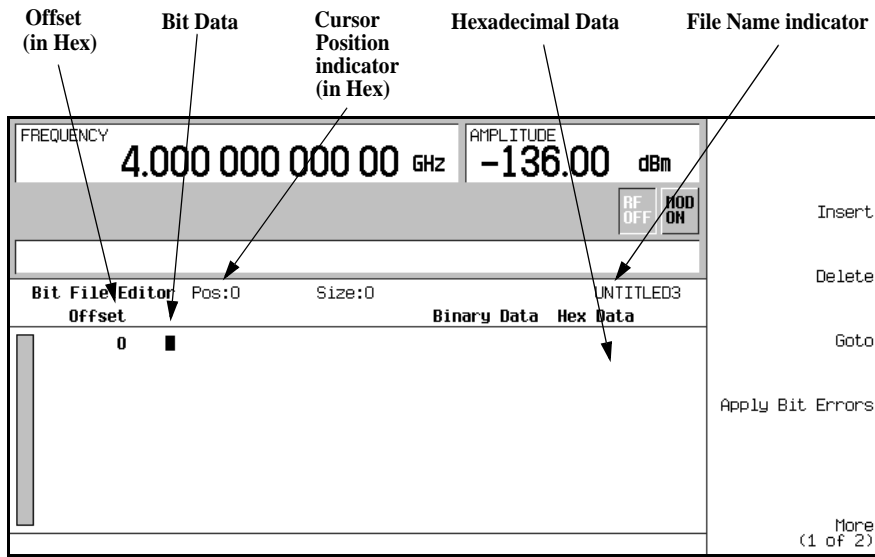 Offset
(in Hex)
Bit Data
Cursor
Position
indicator
(in Hex)
Hexadecimal Data
File Name indicator
FREQUENCY
4.000 000 000 00 GHz
AMPLITUDE
-136.00 dBm
RF
OFF
MOD
ON
Insert
Delete
Goto
Apply Bit Errors
More
(1 of 2)
Bit File Editor Pos:0 Size:0 UNTITLED3
Offset Binary Data Hex Data
0